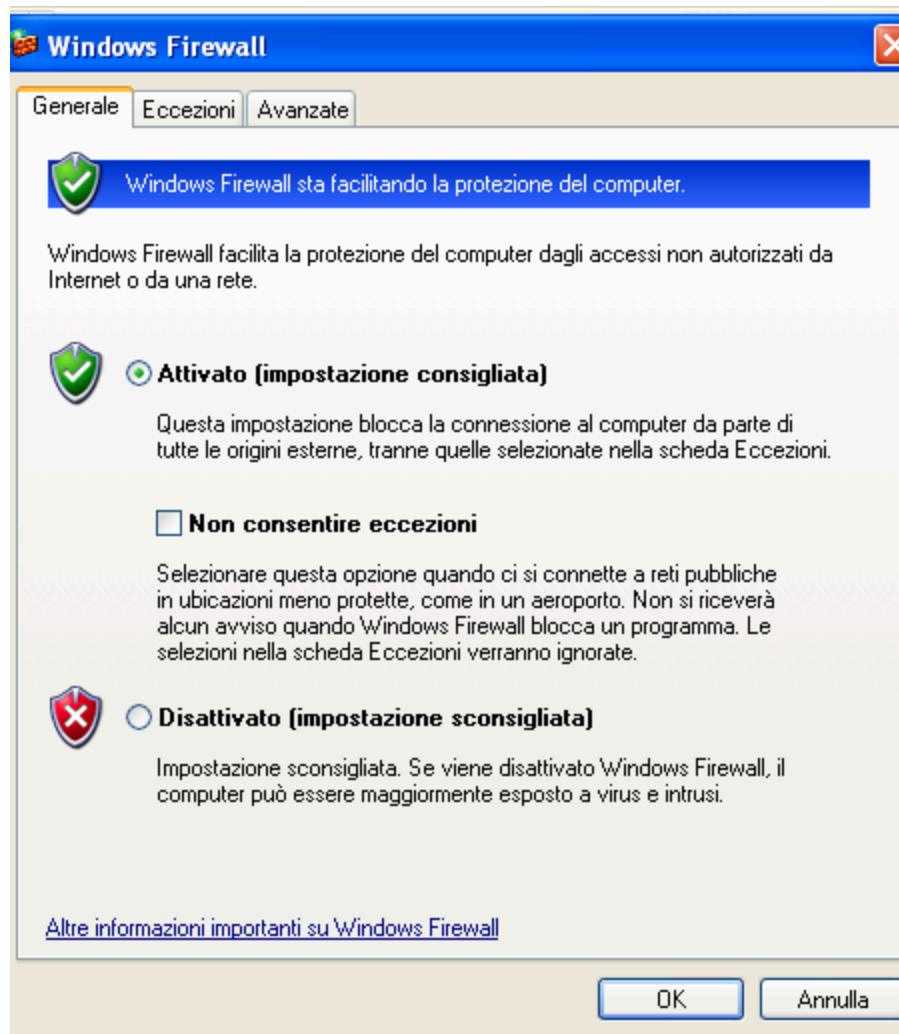 Windows Firewall
Generale Eccezioni Avanzate
Windows Firewall sta facilitando la protezione del computer.
Windows Firewall facilita la protezione del computer dagli accessi non autorizzati da
Internet o da una rete.
Attivato (impostazione consigliata)
Questa impostazione blocca la connessione al computer da parte di
tutte le origini esterne, tranne quelle selezionate nella scheda Eccezioni.
Non consentire eccezioni
Selezionare questa opzione quando ci si connette a reti pubbliche
in ubicazioni meno protette, come in un aeroporto. Non si riceverà
alcun avviso quando Windows Firewall blocca un programma. Le
selezioni nella scheda Eccezioni verranno ignorate.
Disattivato (impostazione sconsigliata)
Impostazione sconsigliata. Se viene disattivato Windows Firewall, il
computer può essere maggiormente esposto a virus e intrusi.
Altre informazioni importanti su Windows Firewall
OK Annulla